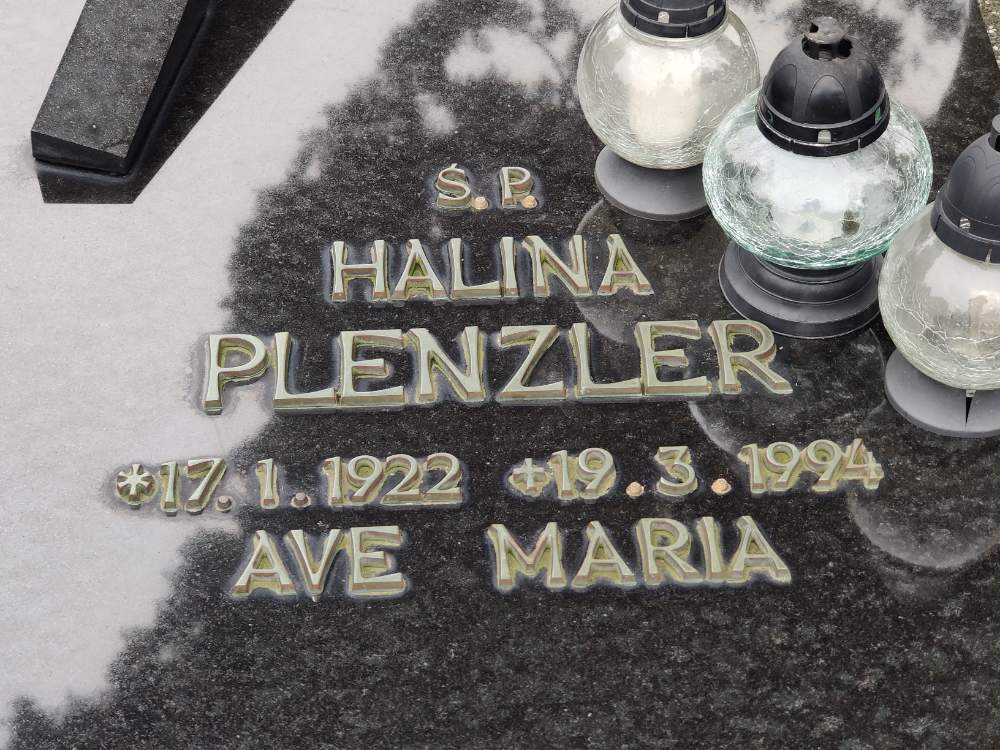 Ś.P.
HALINA
PLENZLER
*17.1.1922 +19.3.1994
AVE MARIA